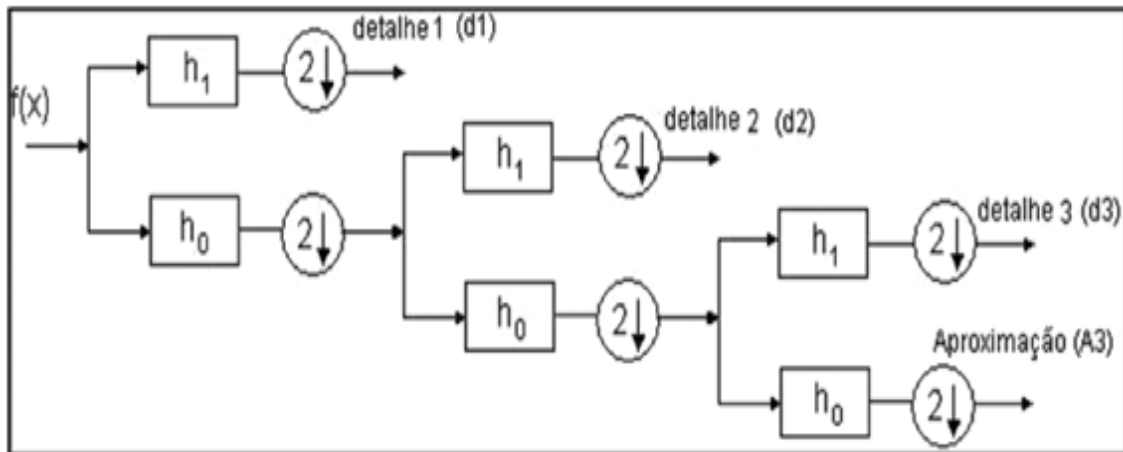 detalhe 1 (d1)
h1
2
f(x)
detalhe 2 (d2)
h1
2
h0
2
detalhe 3 (d3)
h1
2
h0
2
Aproximação (A3)
h0
2